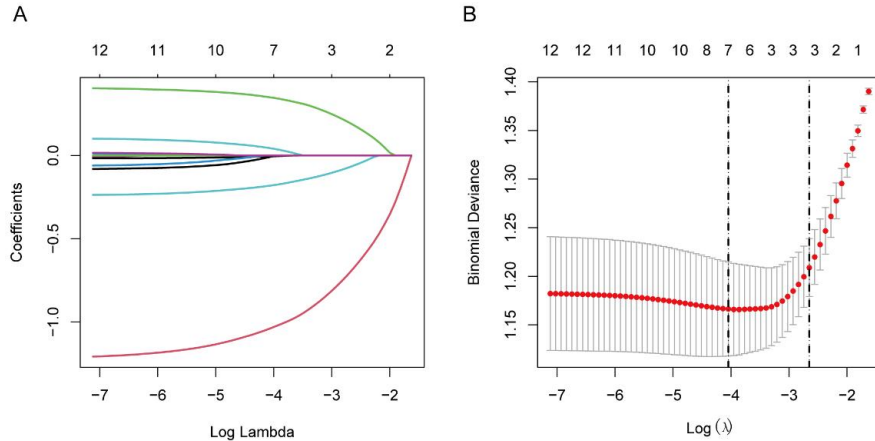 A
12 11 10 7 3 2
0.0
−0.5
−1.0
Coefficients
−7 −6 −5 −4 −3 −2
Log Lambda
B
12 12 11 10 10 8 7 6 3 3 3 2 1
1.40
1.35
1.30
1.25
1.20
1.15
Binomial Deviance
−7 −6 −5 −4 −3 −2
Log (λ)